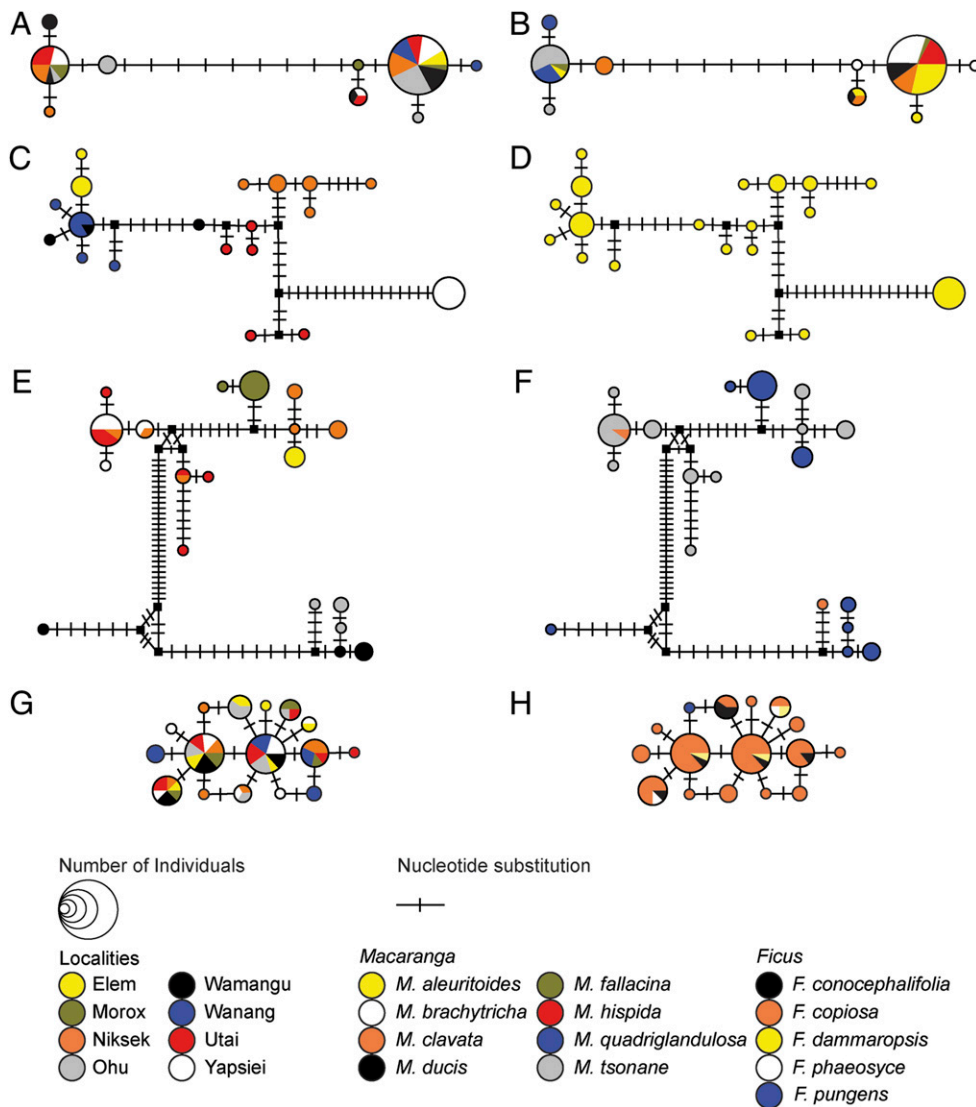 A B
C D
E F
G H
Number of Individuals Nucleotide substitution
Localities Macaranga Ficus
Elem Wamangu M. aleuritoides M. fallacina F. conocephalifolia
Morox Wanang M. brachytricha M. hispida F. copiosa
Niksek Utai M. clavata M. quadriglandulosa F. dammaropsis
Ohu Yapsiei M. ducis M. tsonane F. phaeosyce
F. pungens